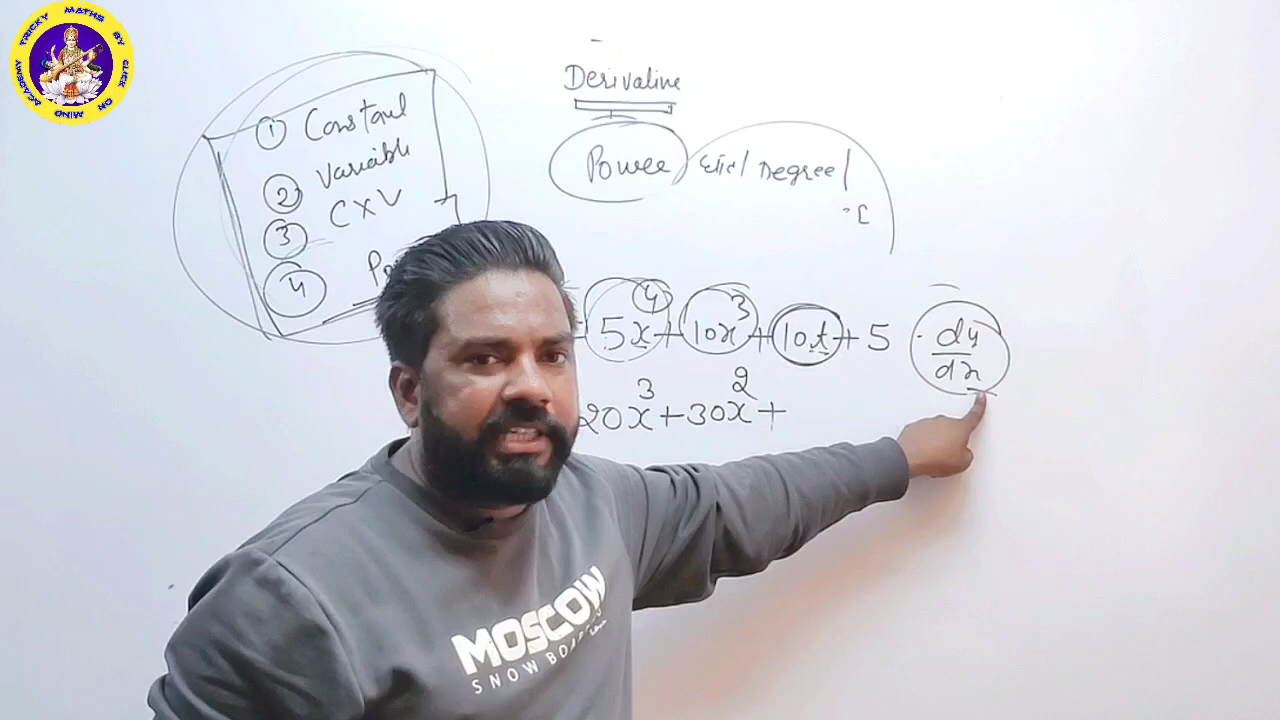 TRICKY MATHS BY CLICK ON MIND ACADEMY
Derivative
① Constant
② Variable
③ C×V
④
Power / Degree /
5x⁴ + 10x³ + 10x + 5 dy/dx
20x³ + 30x² +
MOSCOW
SNOW BOARD